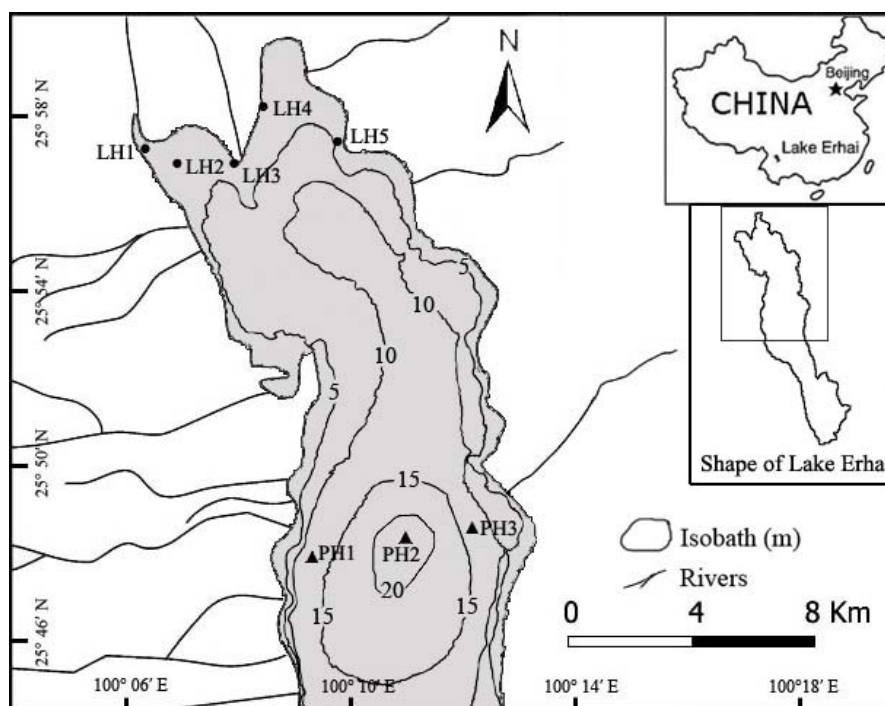 N
CHINA
Beijing
Lake Erhai
Shape of Lake Erha
Isobath (m)
Rivers
0 4 8 Km
LH1
LH2
LH3
LH4
LH5
5
10
10
5
15
PH1
PH2
PH3
20
15
15
25° 58′ N
25° 54′ N
25° 50′ N
25° 46′ N
100° 06′ E
100° 10′ E
100° 14′ E
100° 18′ E